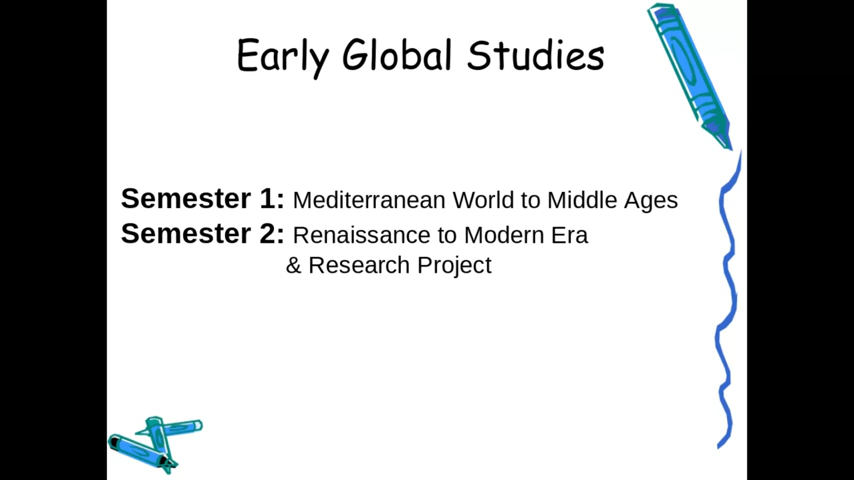 Early Global Studies
Semester 1: Mediterranean World to Middle Ages
Semester 2: Renaissance to Modern Era
& Research Project